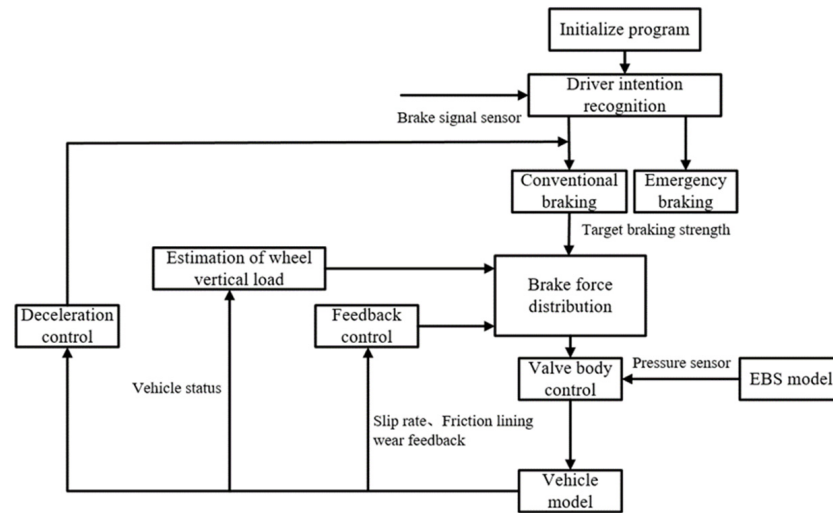 Initialize program
Driver intention
recognition
Brake signal sensor
Conventional
braking
Emergency
braking
Target braking strength
Estimation of wheel
vertical load
Brake force
distribution
Deceleration
control
Feedback
control
Vehicle status
Valve body
control
Pressure sensor
EBS model
Slip rate、Friction lining
wear feedback
Vehicle
model